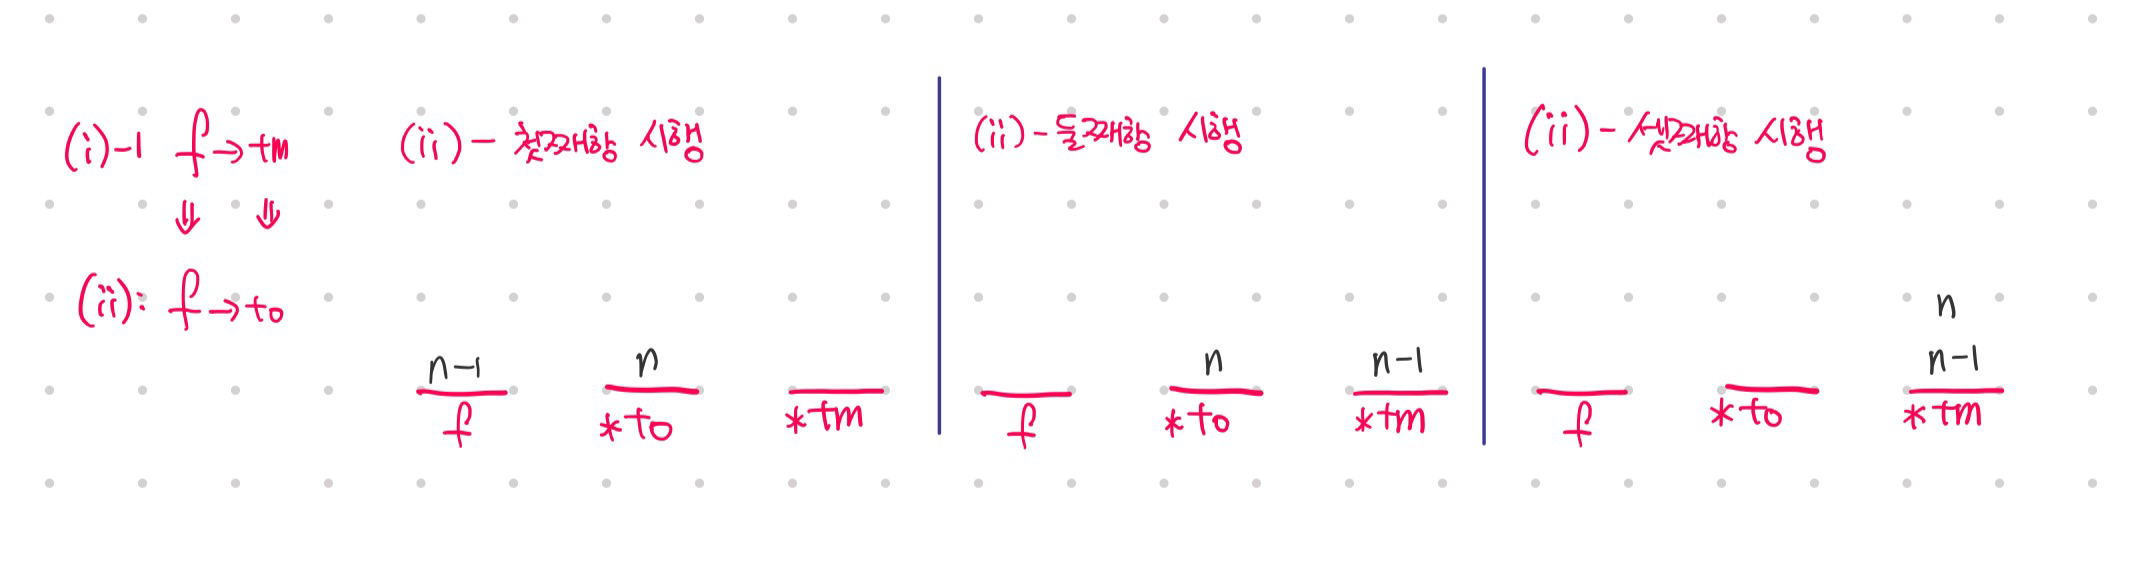 (i)-1 f→tm
⇓ ⇓
(ii): f→to
(ii) - 첫째항 시행
n-1 n
f *to *tm
(ii) - 둘째항 시행
n n-1
f *to *tm
(ii) - 셋째항 시행
n
n-1
f *to *tm